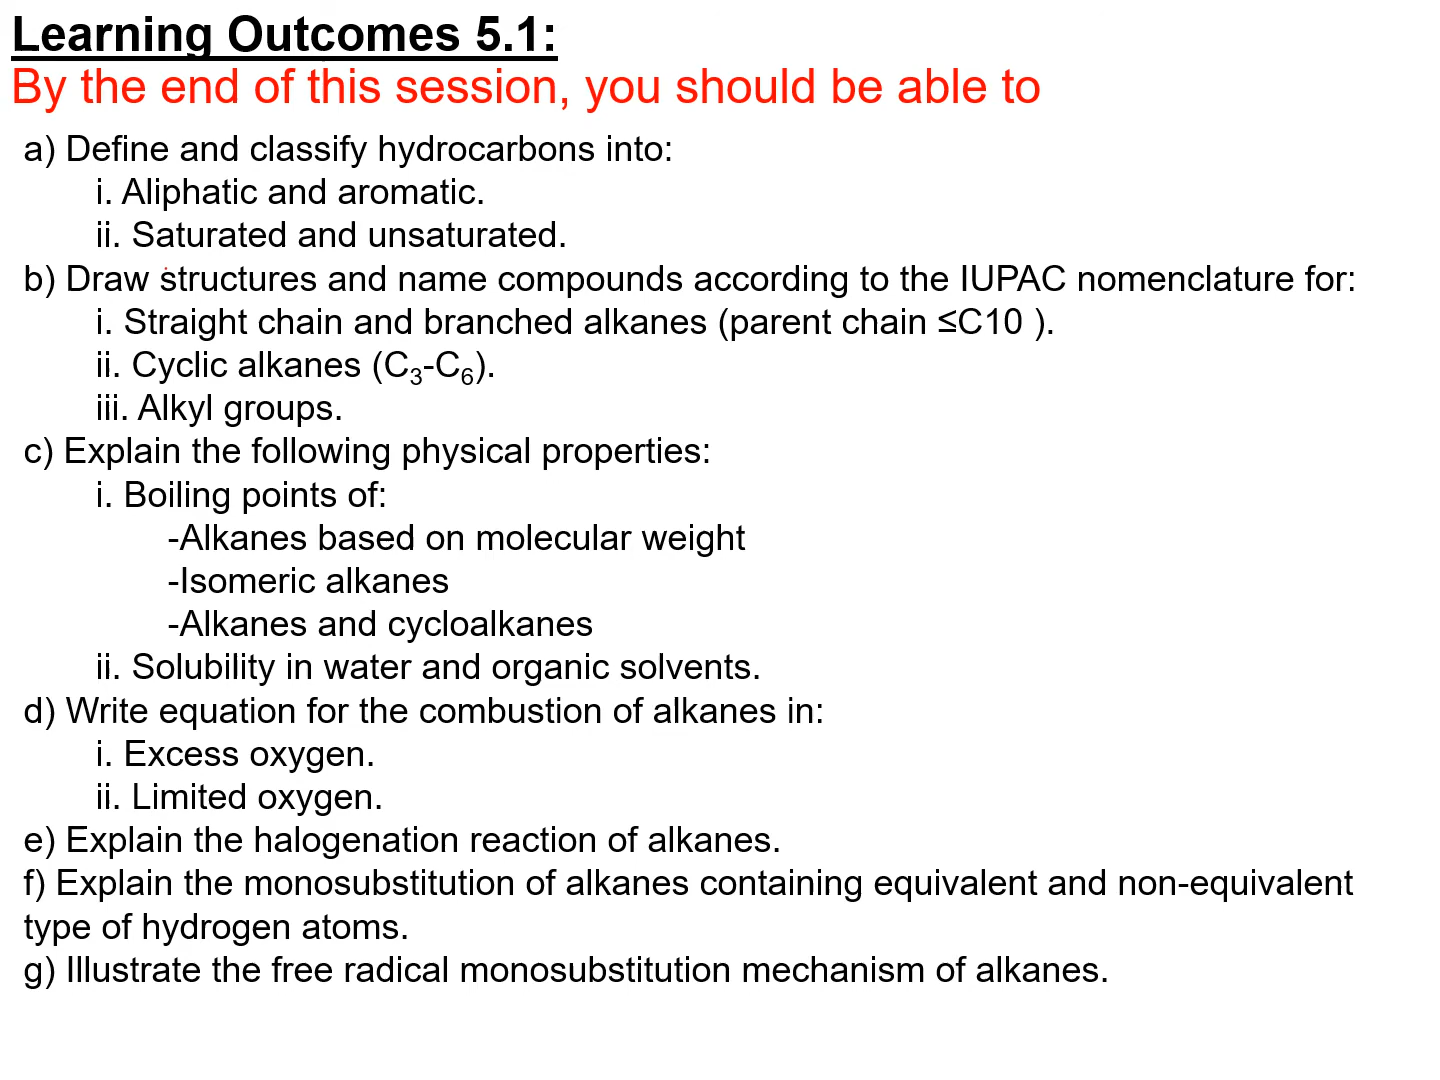 Learning Outcomes 5.1:
By the end of this session, you should be able to
a) Define and classify hydrocarbons into:
i. Aliphatic and aromatic.
ii. Saturated and unsaturated.
b) Draw structures and name compounds according to the IUPAC nomenclature for:
i. Straight chain and branched alkanes (parent chain ≤C10 ).
ii. Cyclic alkanes (C₃-C₆).
iii. Alkyl groups.
c) Explain the following physical properties:
i. Boiling points of:
-Alkanes based on molecular weight
-Isomeric alkanes
-Alkanes and cycloalkanes
ii. Solubility in water and organic solvents.
d) Write equation for the combustion of alkanes in:
i. Excess oxygen.
ii. Limited oxygen.
e) Explain the halogenation reaction of alkanes.
f) Explain the monosubstitution of alkanes containing equivalent and non-equivalent
type of hydrogen atoms.
g) Illustrate the free radical monosubstitution mechanism of alkanes.